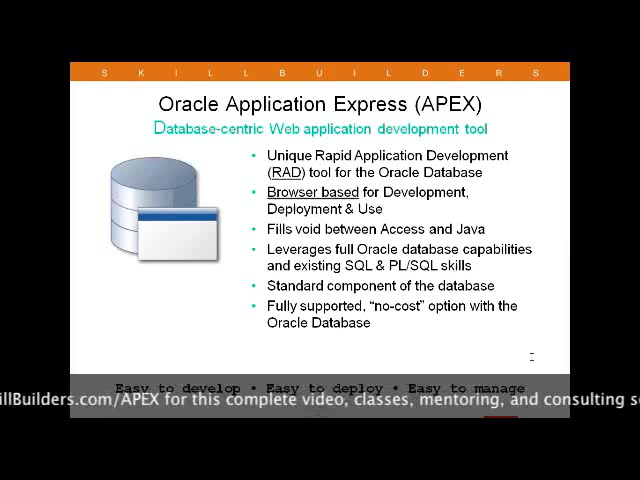 SKILLBUILDERS
Oracle Application Express (APEX)
Database-centric Web application development tool
• Unique Rapid Application Development
(RAD) tool for the Oracle Database
• Browser based for Development,
Deployment & Use
• Fills void between Access and Java
• Leverages full Oracle database capabilities
and existing SQL & PL/SQL skills
• Standard component of the database
• Fully supported, “no-cost” option with the
Oracle Database
Easy to develop • Easy to deploy • Easy to manage
illBuilders.com/APEX for this complete video, classes, mentoring, and consulting se